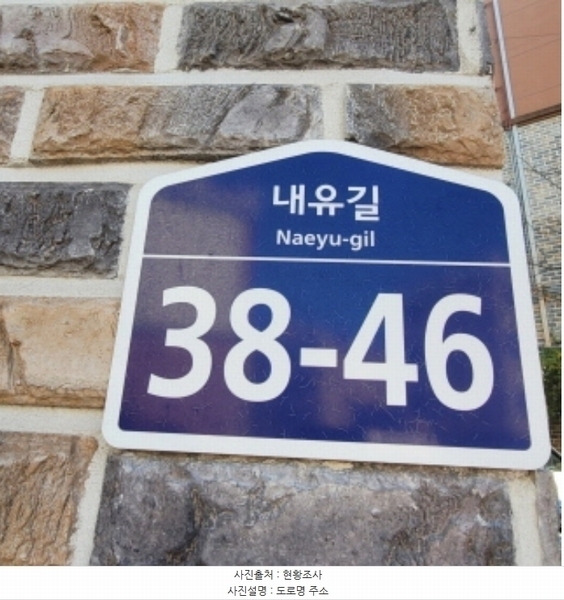 내유길
Naeyu-gil
38-46
사진출처 : 현황조사
사진설명 : 도로명 주소